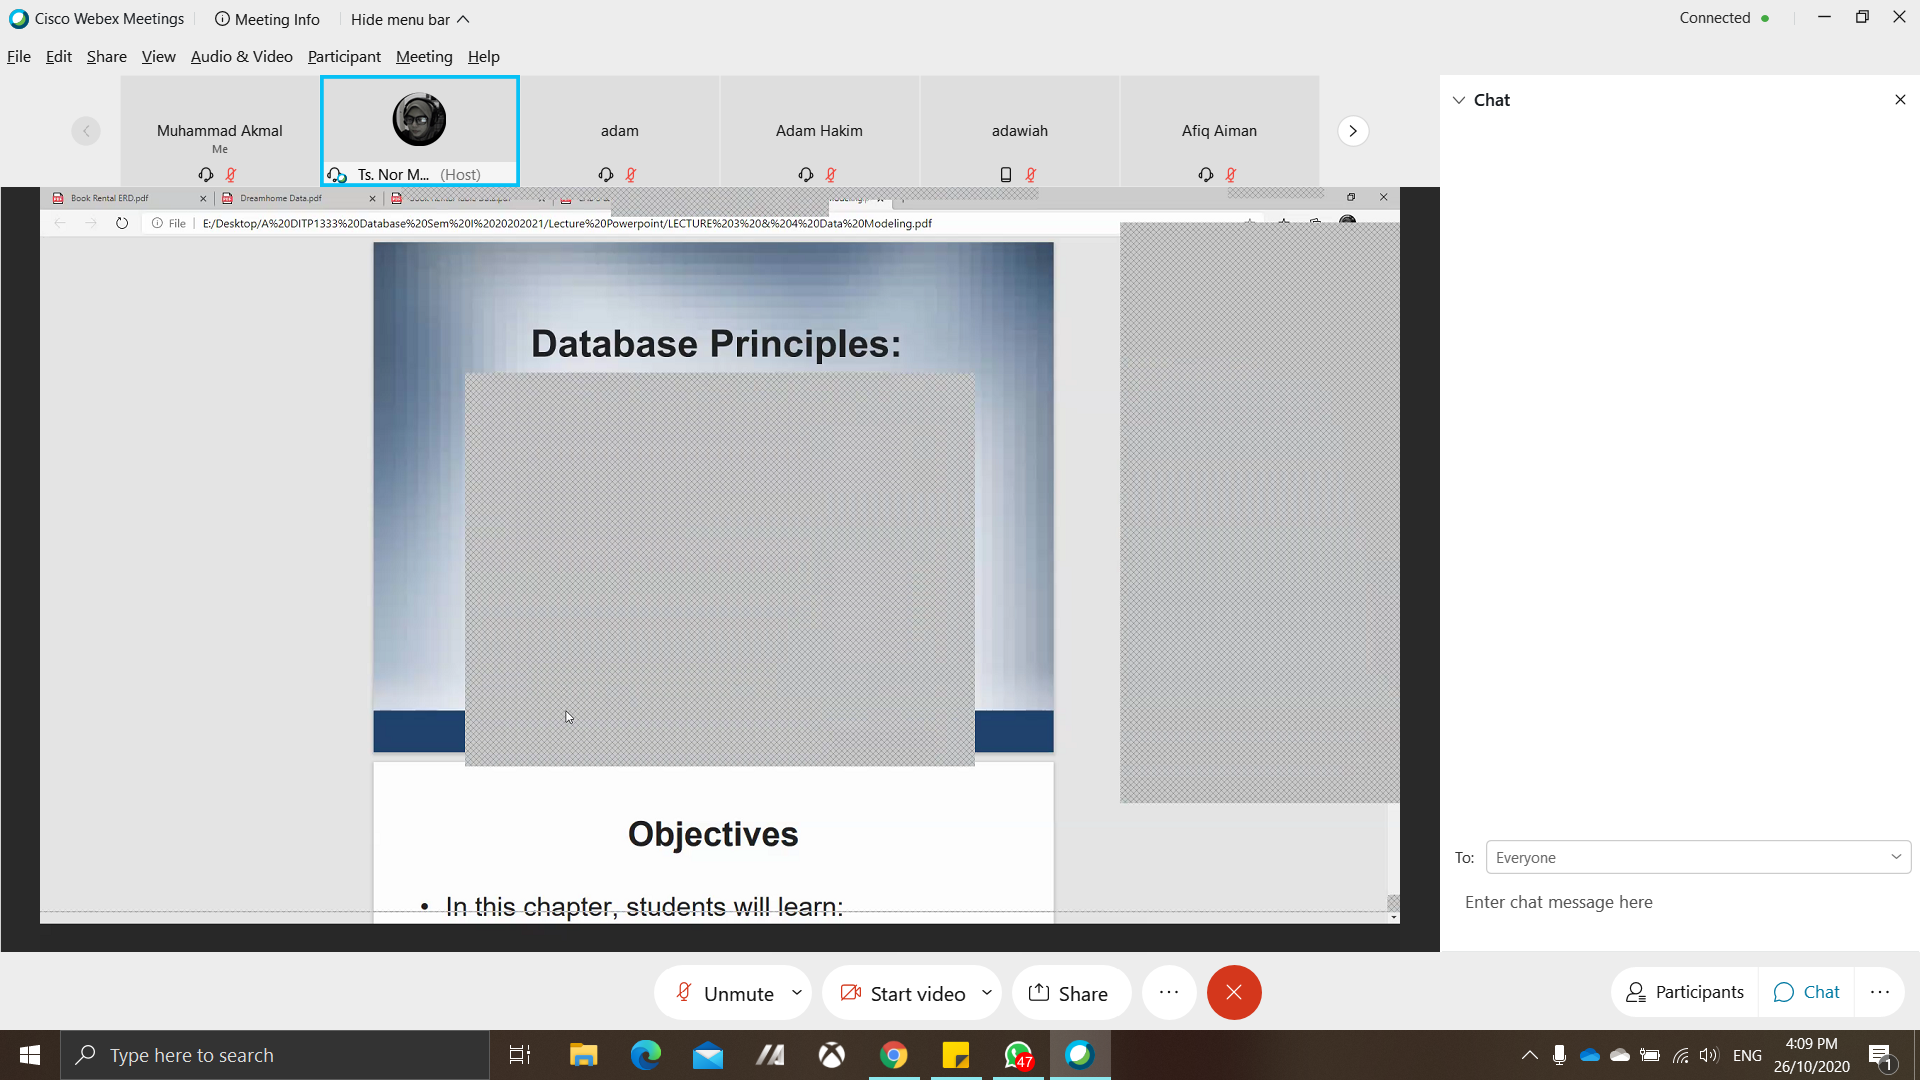 Cisco Webex Meetings
Meeting Info
Hide menu bar
Connected
File Edit Share View Audio & Video Participant Meeting Help
Muhammad Akmal
Me
Ts. Nor M... (Host)
adam
Adam Hakim
adawiah
Afiq Aiman
Chat
Book Rental ERD.pdf
Dreamhome Data.pdf
File
E:/Desktop/A%20DITP1333%20Database%20Sem%20I%2020202021/Lecture%20Powerpoint/LECTURE%203%20&%204%20Data%20Modeling.pdf
Database Principles:
Objectives
• In this chapter, students will learn:
To: Everyone
Enter chat message here
Unmute
Start video
Share
Participants
Chat
Type here to search
47
ENG
4:09 PM
26/10/2020
1